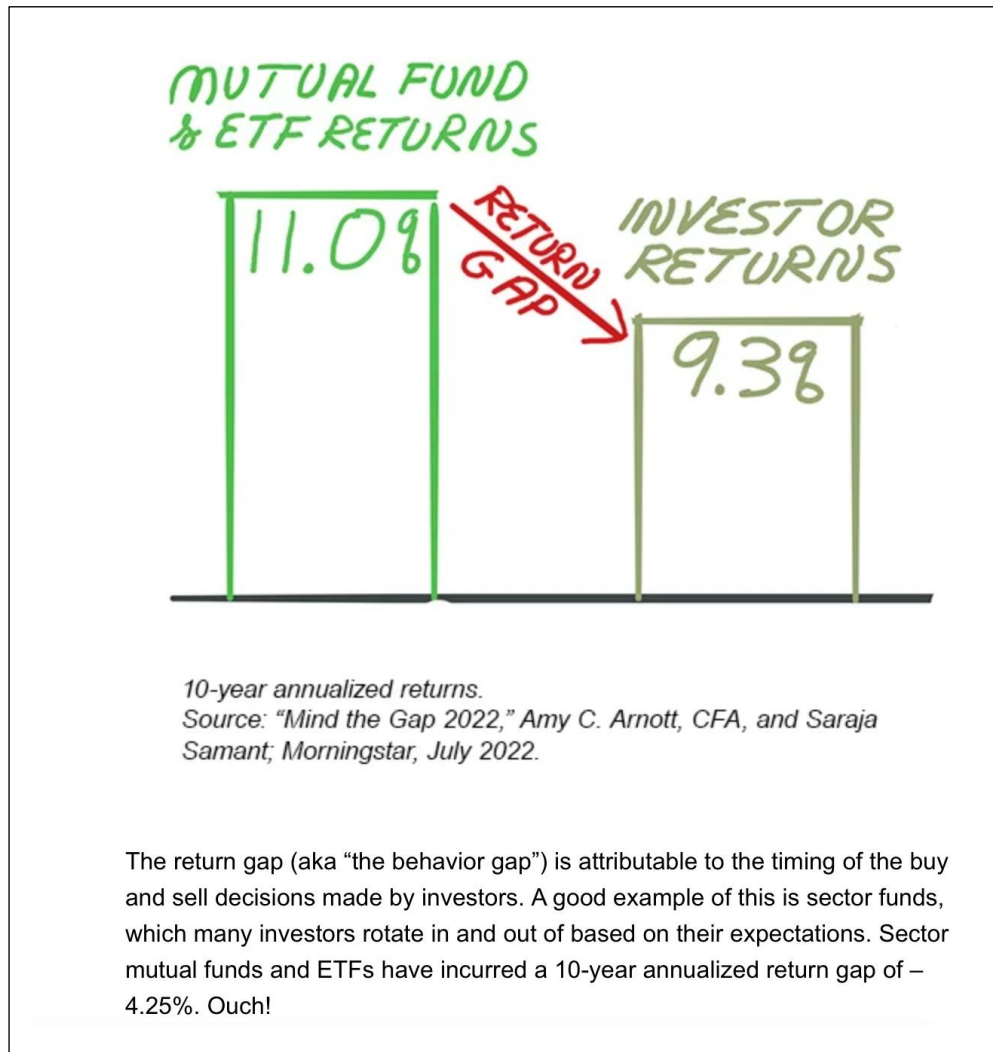 MUTUAL FUND
& ETF RETURNS
11.0%
RETURN
GAP
INVESTOR
RETURNS
9.3%
10-year annualized returns.
Source: “Mind the Gap 2022,” Amy C. Arnott, CFA, and Saraja
Samant; Morningstar, July 2022.
The return gap (aka “the behavior gap”) is attributable to the timing of the buy
and sell decisions made by investors. A good example of this is sector funds,
which many investors rotate in and out of based on their expectations. Sector
mutual funds and ETFs have incurred a 10-year annualized return gap of –
4.25%. Ouch!